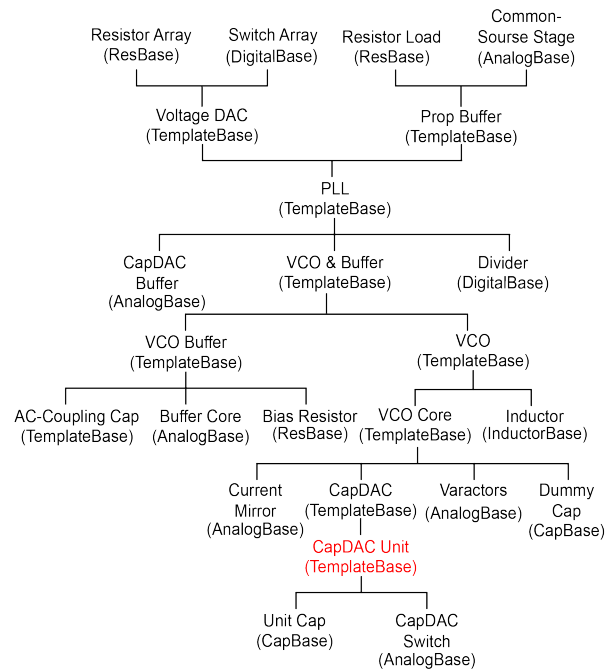 Resistor Array
(ResBase)
Switch Array
(DigitalBase)
Resistor Load
(ResBase)
Common-
Sourse Stage
(AnalogBase)
Voltage DAC
(TemplateBase)
Prop Buffer
(TemplateBase)
PLL
(TemplateBase)
CapDAC
Buffer
(AnalogBase)
VCO & Buffer
(TemplateBase)
Divider
(DigitalBase)
VCO Buffer
(TemplateBase)
VCO
(TemplateBase)
AC-Coupling Cap
(TemplateBase)
Buffer Core
(AnalogBase)
Bias Resistor
(ResBase)
VCO Core
(TemplateBase)
Inductor
(InductorBase)
Current
Mirror
(AnalogBase)
CapDAC
(TemplateBase)
Varactors
(AnalogBase)
Dummy
Cap
(CapBase)
CapDAC Unit
(TemplateBase)
Unit Cap
(CapBase)
CapDAC
Switch
(AnalogBase)